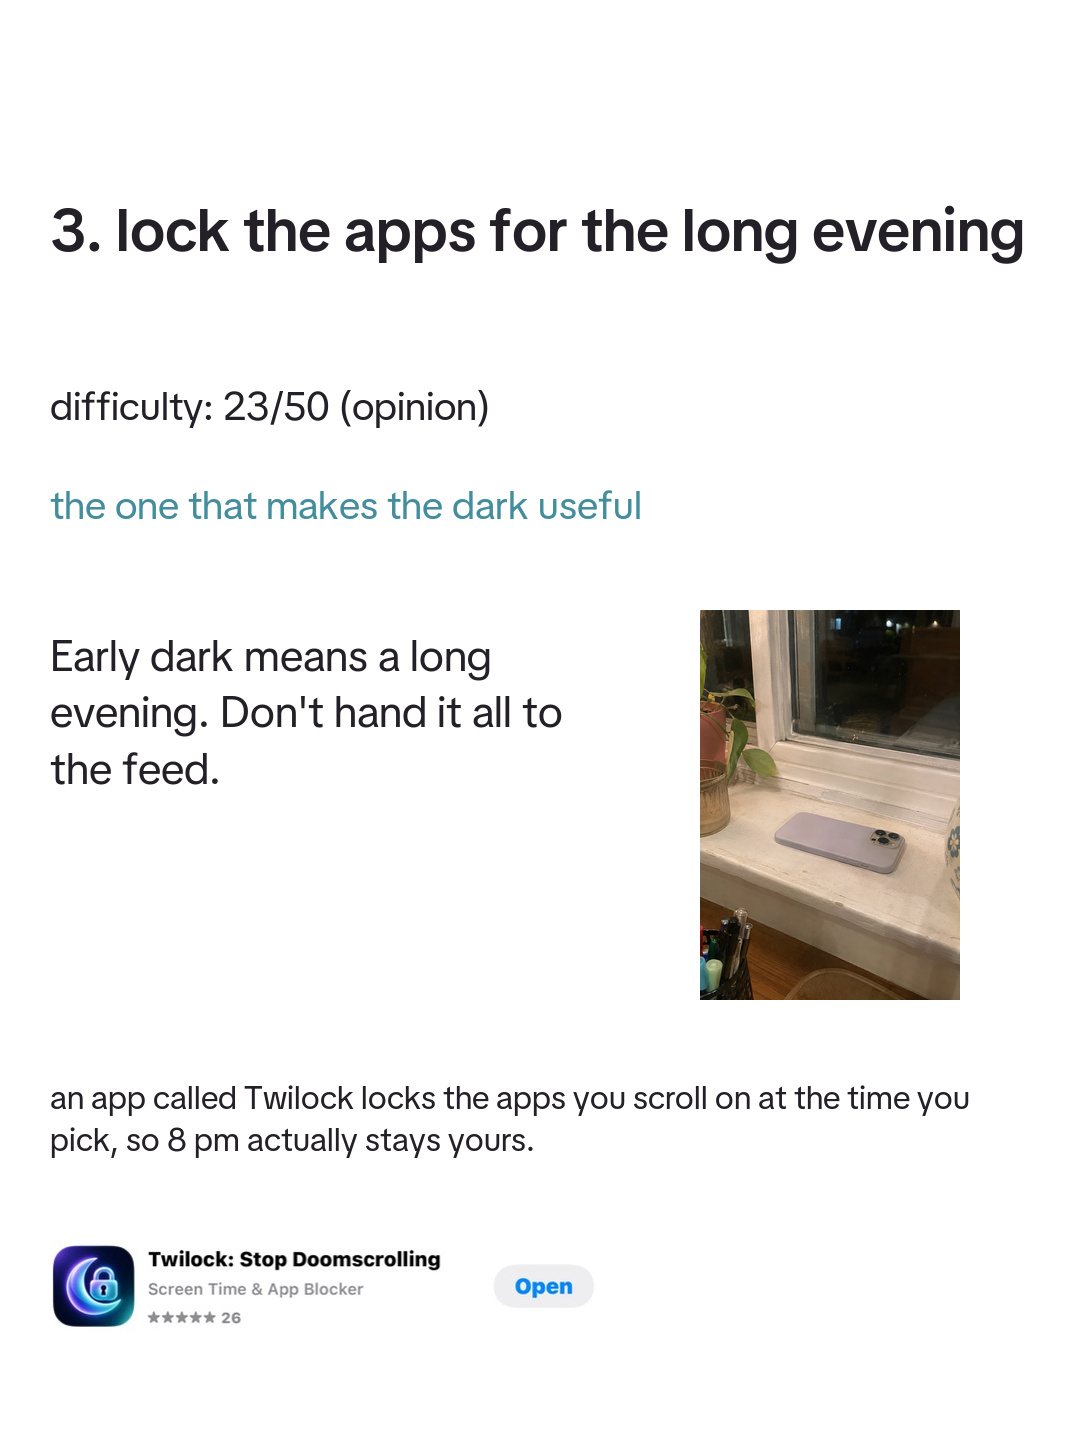 3. lock the apps for the long evening
difficulty: 23/50 (opinion)
the one that makes the dark useful
Early dark means a long
evening. Don't hand it all to
the feed.
an app called Twilock locks the apps you scroll on at the time you
pick, so 8 pm actually stays yours.
Twilock: Stop Doomscrolling
Screen Time & App Blocker
★★★★★ 26
Open